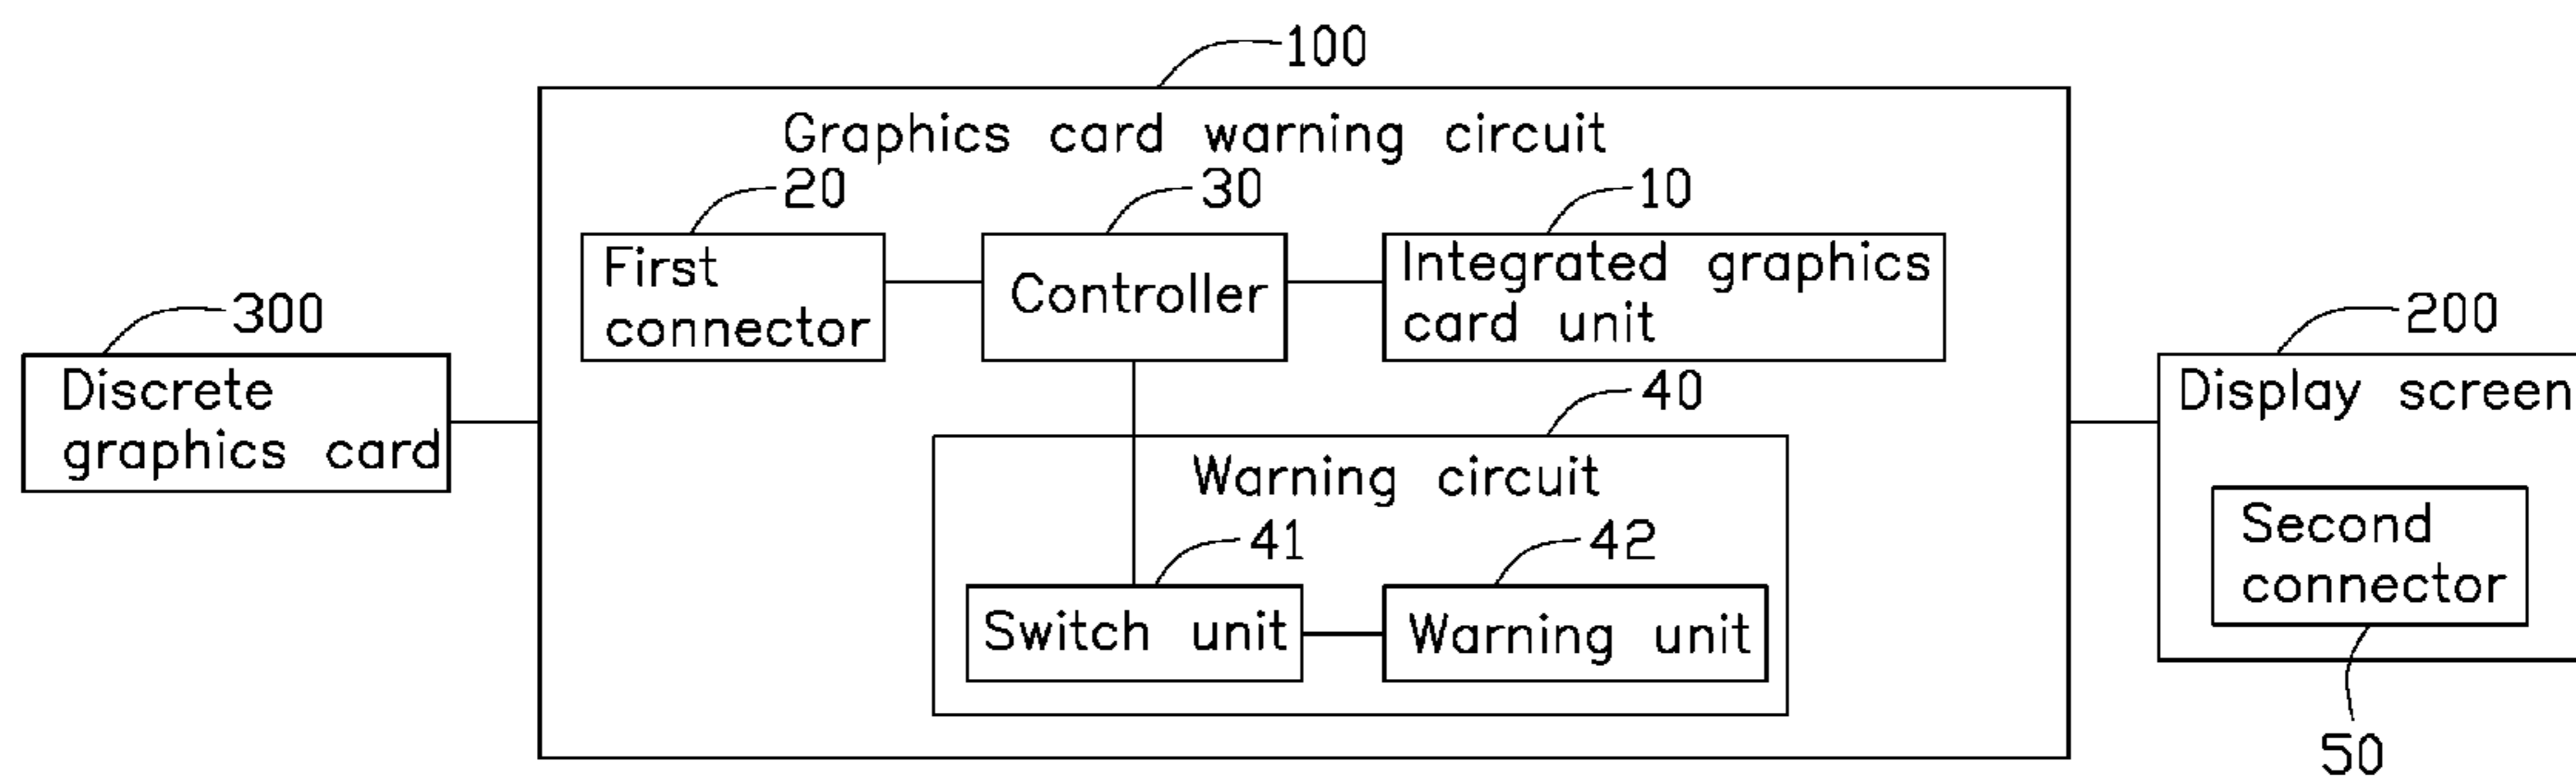 100
Graphics card warning circuit
20
30
10
First
connector
Controller
Integrated graphics
card unit
300
Discrete
graphics card
200
Display screen
40
Warning circuit
41
42
Switch unit
Warning unit
Second
connector
50